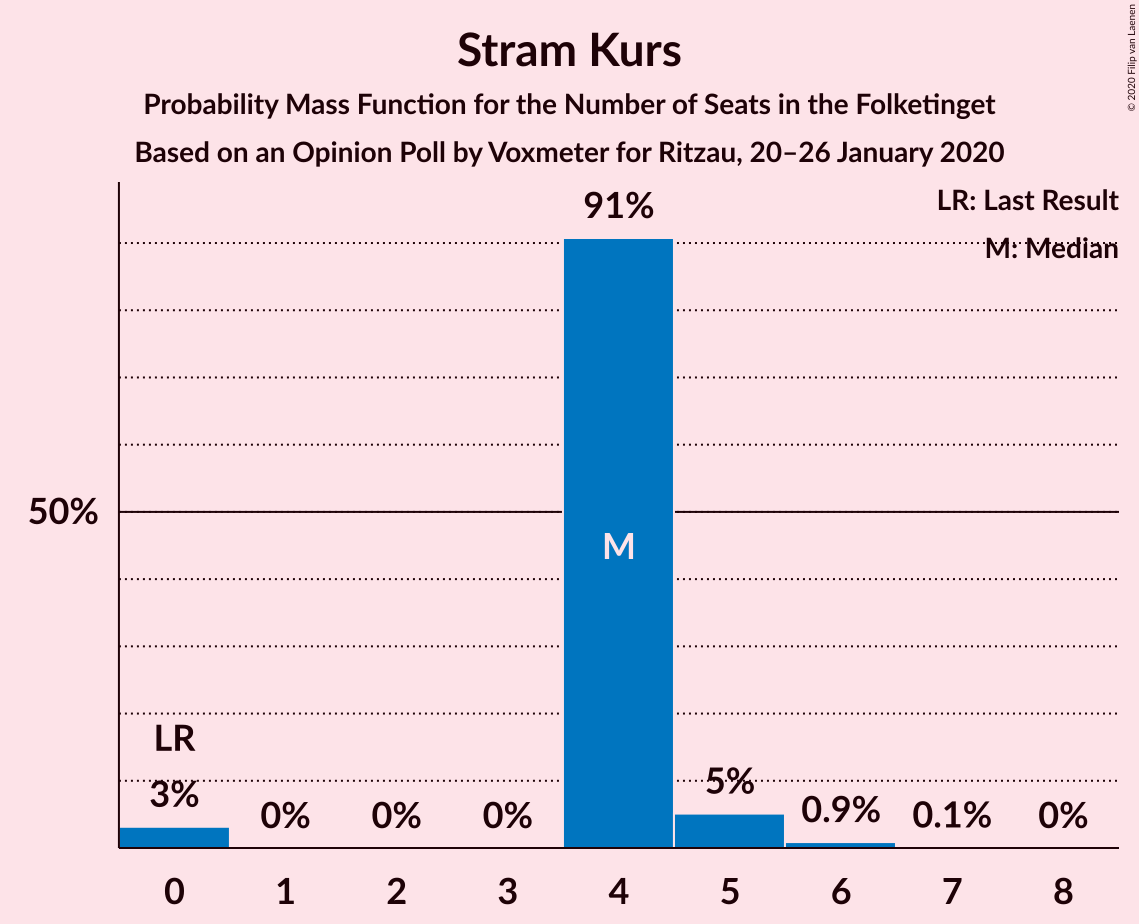 Stram Kurs
Probability Mass Function for the Number of Seats in the Folketinget
Based on an Opinion Poll by Voxmeter for Ritzau, 20–26 January 2020
© 2020 Filip van Laenen
LR: Last Result
M: Median
91%
50%
M
LR
3%
0%
0%
0%
5%
0.9%
0.1%
0%
0
1
2
3
4
5
6
7
8